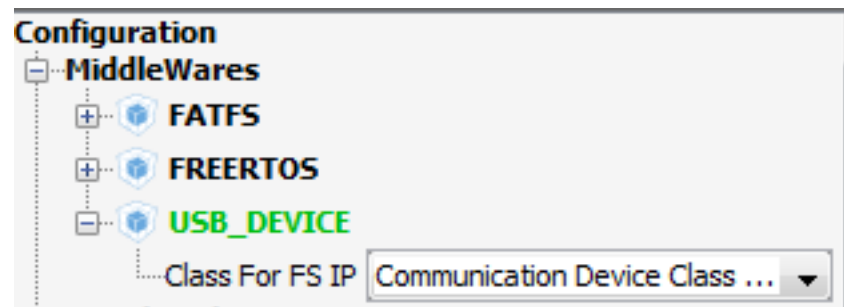 Configuration
MiddleWares
FATFS
FREERTOS
USB_DEVICE
Class For FS IP Communication Device Class ...